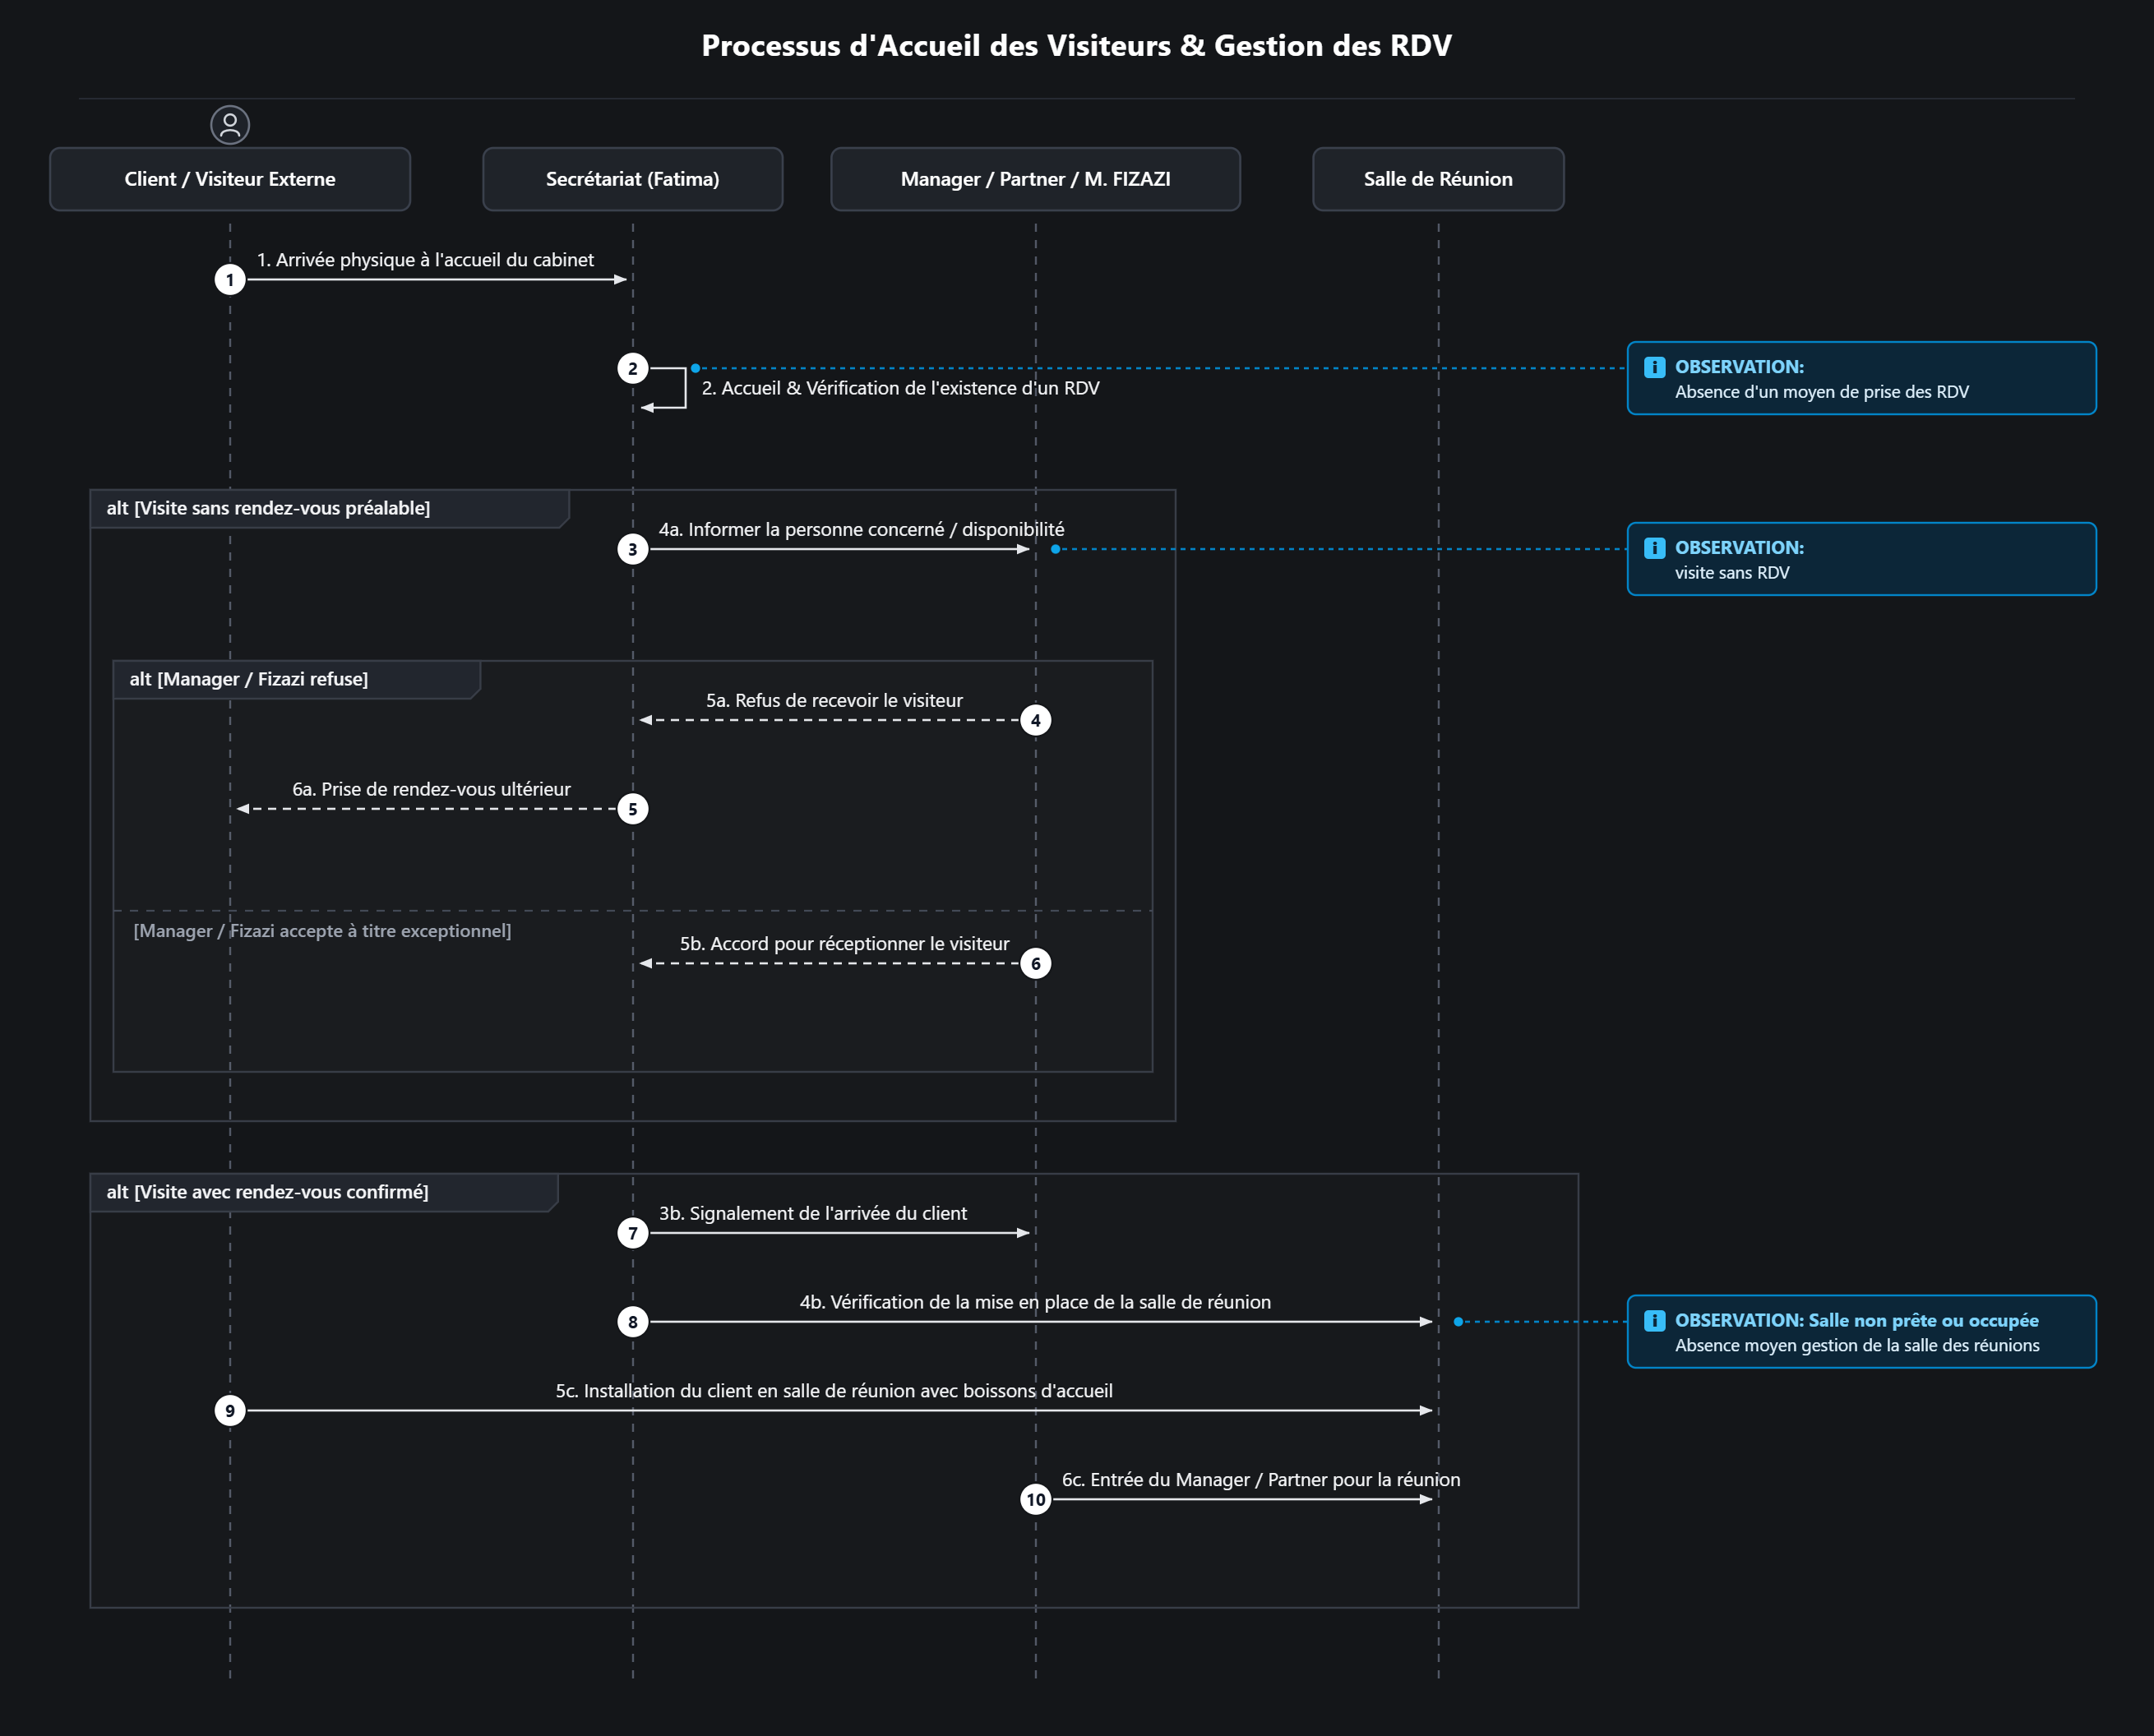 Processus d'Accueil des Visiteurs & Gestion des RDV
Client / Visiteur Externe
Secrétariat (Fatima)
Manager / Partner / M. FIZAZI
Salle de Réunion
1. Arrivée physique à l'accueil du cabinet
1
2
2. Accueil & Vérification de l'existence d'un RDV
i OBSERVATION:
Absence d'un moyen de prise des RDV
alt [Visite sans rendez-vous préalable]
4a. Informer la personne concerné / disponibilité
3
i OBSERVATION:
visite sans RDV
alt [Manager / Fizazi refuse]
5a. Refus de recevoir le visiteur
4
6a. Prise de rendez-vous ultérieur
5
[Manager / Fizazi accepte à titre exceptionnel]
5b. Accord pour réceptionner le visiteur
6
alt [Visite avec rendez-vous confirmé]
3b. Signalement de l'arrivée du client
7
4b. Vérification de la mise en place de la salle de réunion
8
i OBSERVATION: Salle non prête ou occupée
Absence moyen gestion de la salle des réunions
5c. Installation du client en salle de réunion avec boissons d'accueil
9
6c. Entrée du Manager / Partner pour la réunion
10